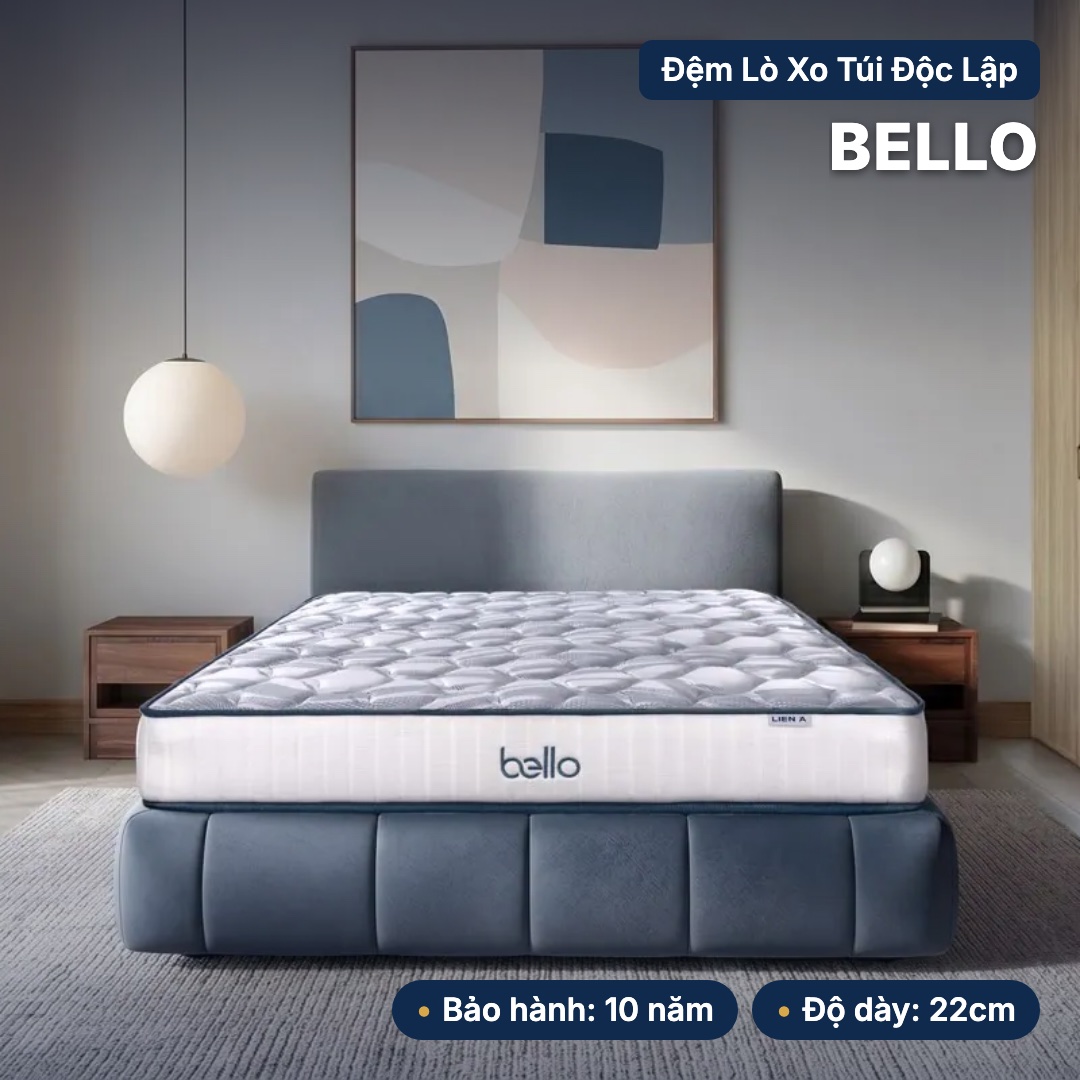 Đệm Lò Xo Túi Độc Lập
BELLO
LIEN A
bello
Bảo hành: 10 năm
Độ dày: 22cm